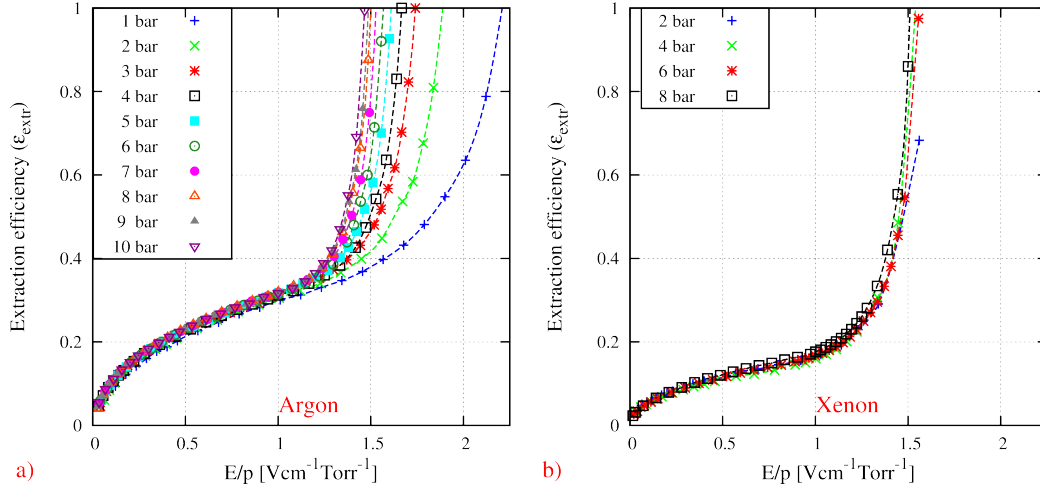 Extraction efficiency (ε_extr)
1
0.8
0.6
0.4
0.2
0
1 bar
2 bar
3 bar
4 bar
5 bar
6 bar
7 bar
8 bar
9 bar
10 bar
Argon
0 0.5 1 1.5 2
E/p [Vcm⁻¹Torr⁻¹]
a)
Extraction efficiency (ε_extr)
1
0.8
0.6
0.4
0.2
0
2 bar
4 bar
6 bar
8 bar
Xenon
0 0.5 1 1.5 2
E/p [Vcm⁻¹Torr⁻¹]
b)